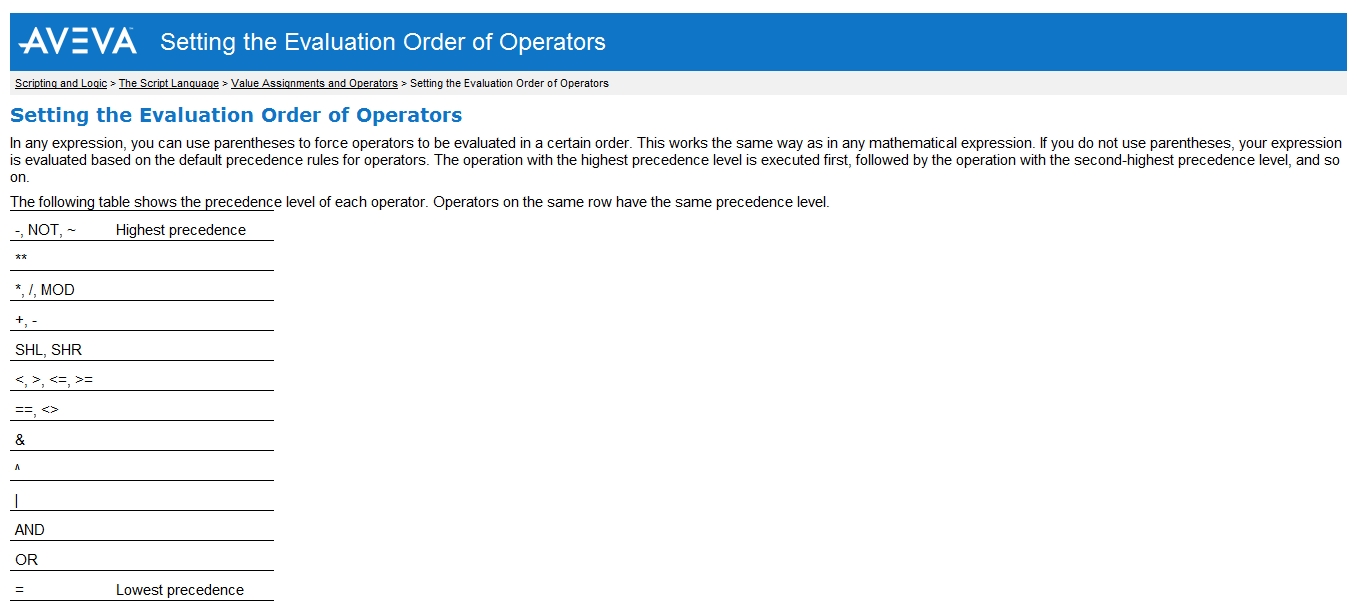 AVEVA Setting the Evaluation Order of Operators
Scripting and Logic > The Script Language > Value Assignments and Operators > Setting the Evaluation Order of Operators
Setting the Evaluation Order of Operators
In any expression, you can use parentheses to force operators to be evaluated in a certain order. This works the same way as in any mathematical expression. If you do not use parentheses, your expression
is evaluated based on the default precedence rules for operators. The operation with the highest precedence level is executed first, followed by the operation with the second-highest precedence level, and so
on.
The following table shows the precedence level of each operator. Operators on the same row have the same precedence level.
-, NOT, ~ Highest precedence
**
*, /, MOD
+, -
SHL, SHR
<, >, <=, >=
==, <>
&
^
|
AND
OR
= Lowest precedence